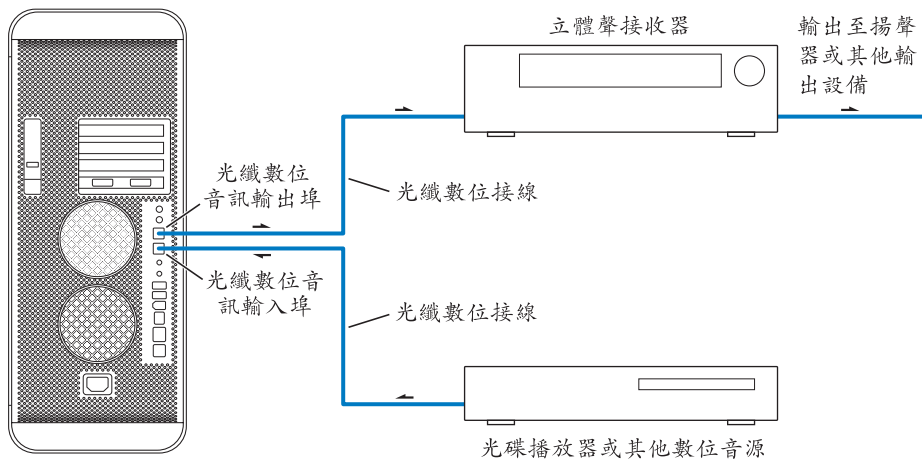 立體聲接收器
輸出至揚聲
器或其他輸
出設備
光纖數位
音訊輸出埠
光纖數位接線
光纖數位音
訊輸入埠
光纖數位接線
光碟播放器或其他數位音源